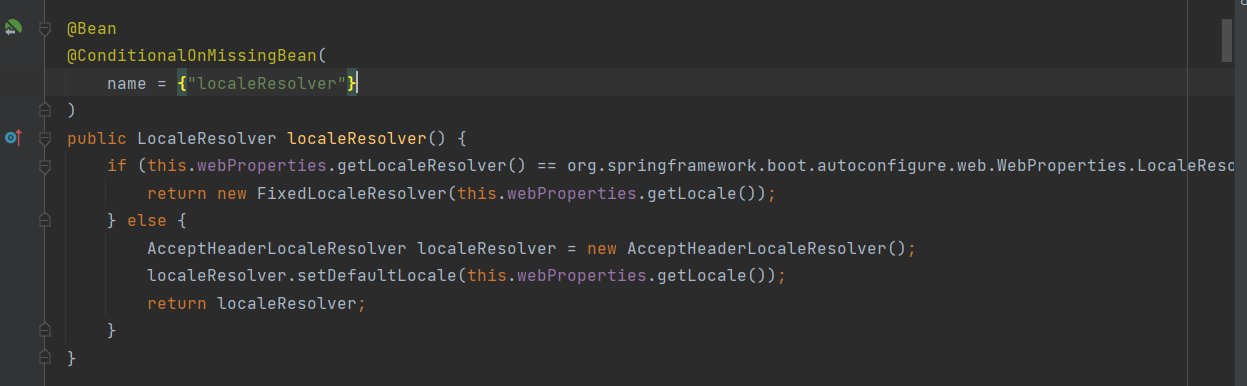 @Bean
@ConditionalOnMissingBean(
    name = {"localeResolver"}
)
public LocaleResolver localeResolver() {
    if (this.webProperties.getLocaleResolver() == org.springframework.boot.autoconfigure.web.WebProperties.LocaleReso
        return new FixedLocaleResolver(this.webProperties.getLocale());
    } else {
        AcceptHeaderLocaleResolver localeResolver = new AcceptHeaderLocaleResolver();
        localeResolver.setDefaultLocale(this.webProperties.getLocale());
        return localeResolver;
    }
}